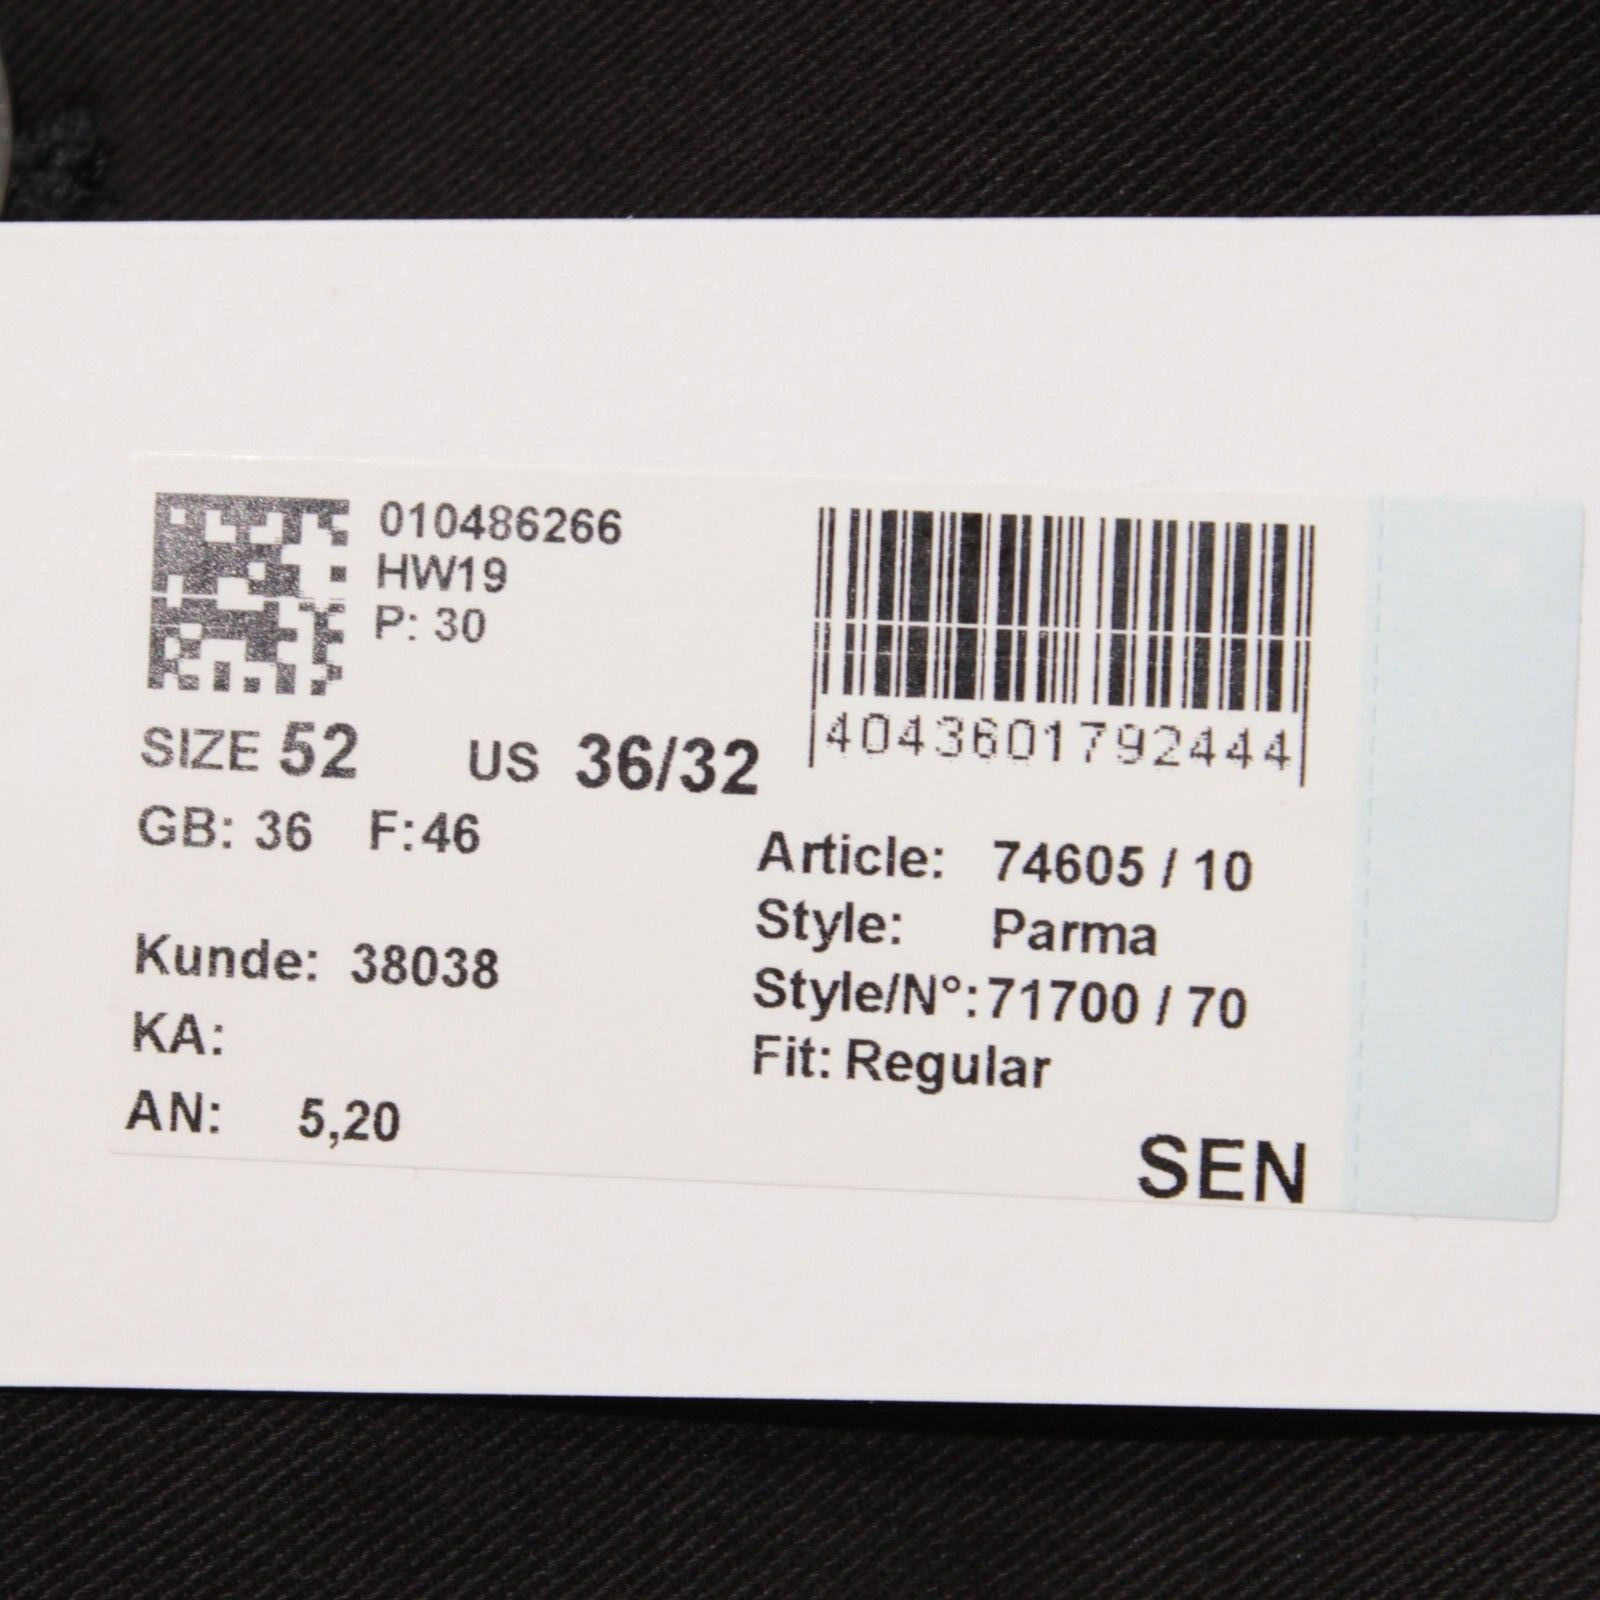 010486266
HW19
P: 30
4043601792444
SIZE 52 US 36/32
GB: 36 F:46
Article: 74605 / 10
Style: Parma
Kunde: 38038
Style/N°:71700 / 70
KA:
Fit: Regular
AN: 5,20
SEN